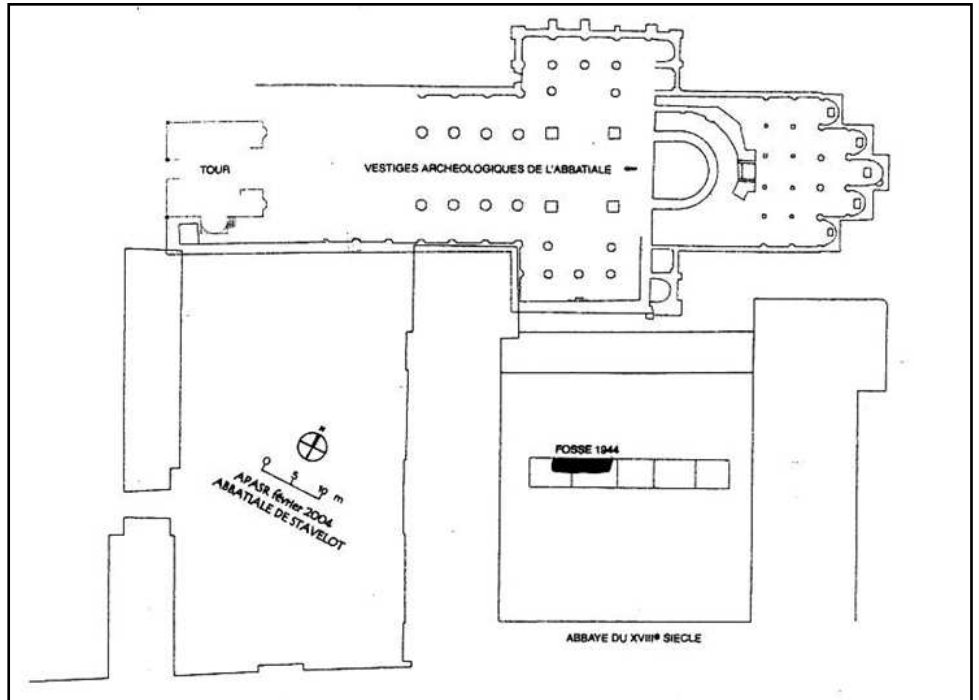 TOUR
VESTIGES ARCHEOLOGIQUES DE L'ABBATIALE
FOSSE 1944
0 5 10 m
APASR février 2004
ABBATIALE DE STAVELOT
ABBAYE DU XVIIIe SIECLE